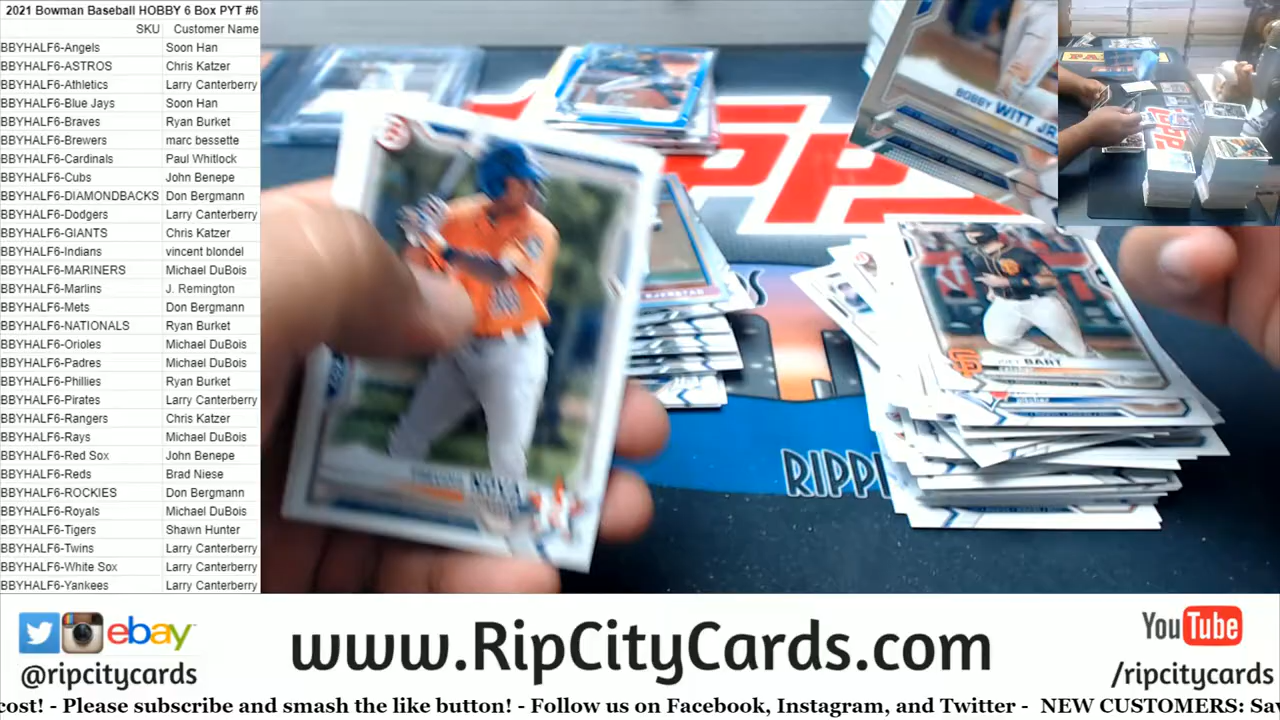 2021 Bowman Baseball HOBBY 6 Box PYT #6
SKU Customer Name
BBYHALF6-Angels Soon Han
BBYHALF6-ASTROS Chris Katzer
BBYHALF6-Athletics Larry Canterberry
BBYHALF6-Blue Jays Soon Han
BBYHALF6-Braves Ryan Burket
BBYHALF6-Brewers marc bessette
BBYHALF6-Cardinals Paul Whitlock
BBYHALF6-Cubs John Benepe
BBYHALF6-DIAMONDBACKS Don Bergmann
BBYHALF6-Dodgers Larry Canterberry
BBYHALF6-GIANTS Chris Katzer
BBYHALF6-Indians vincent blondel
BBYHALF6-MARINERS Michael DuBois
BBYHALF6-Marlins J. Remington
BBYHALF6-Mets Don Bergmann
BBYHALF6-NATIONALS Ryan Burket
BBYHALF6-Orioles Michael DuBois
BBYHALF6-Padres Michael DuBois
BBYHALF6-Phillies Ryan Burket
BBYHALF6-Pirates Larry Canterberry
BBYHALF6-Rangers Chris Katzer
BBYHALF6-Rays Michael DuBois
BBYHALF6-Red Sox John Benepe
BBYHALF6-Reds Brad Niese
BBYHALF6-ROCKIES Don Bergmann
BBYHALF6-Royals Michael DuBois
BBYHALF6-Tigers Shawn Hunter
BBYHALF6-Twins Larry Canterberry
BBYHALF6-White Sox Larry Canterberry
BBYHALF6-Yankees Larry Canterberry
BOBBY WITT JR
BART
RIPPI
ebay
@ripcitycards
www.RipCityCards.com
YouTube
/ripcitycards
cost! - Please subscribe and smash the like button! - Follow us on Facebook, Instagram, and Twitter - NEW CUSTOMERS: Sa